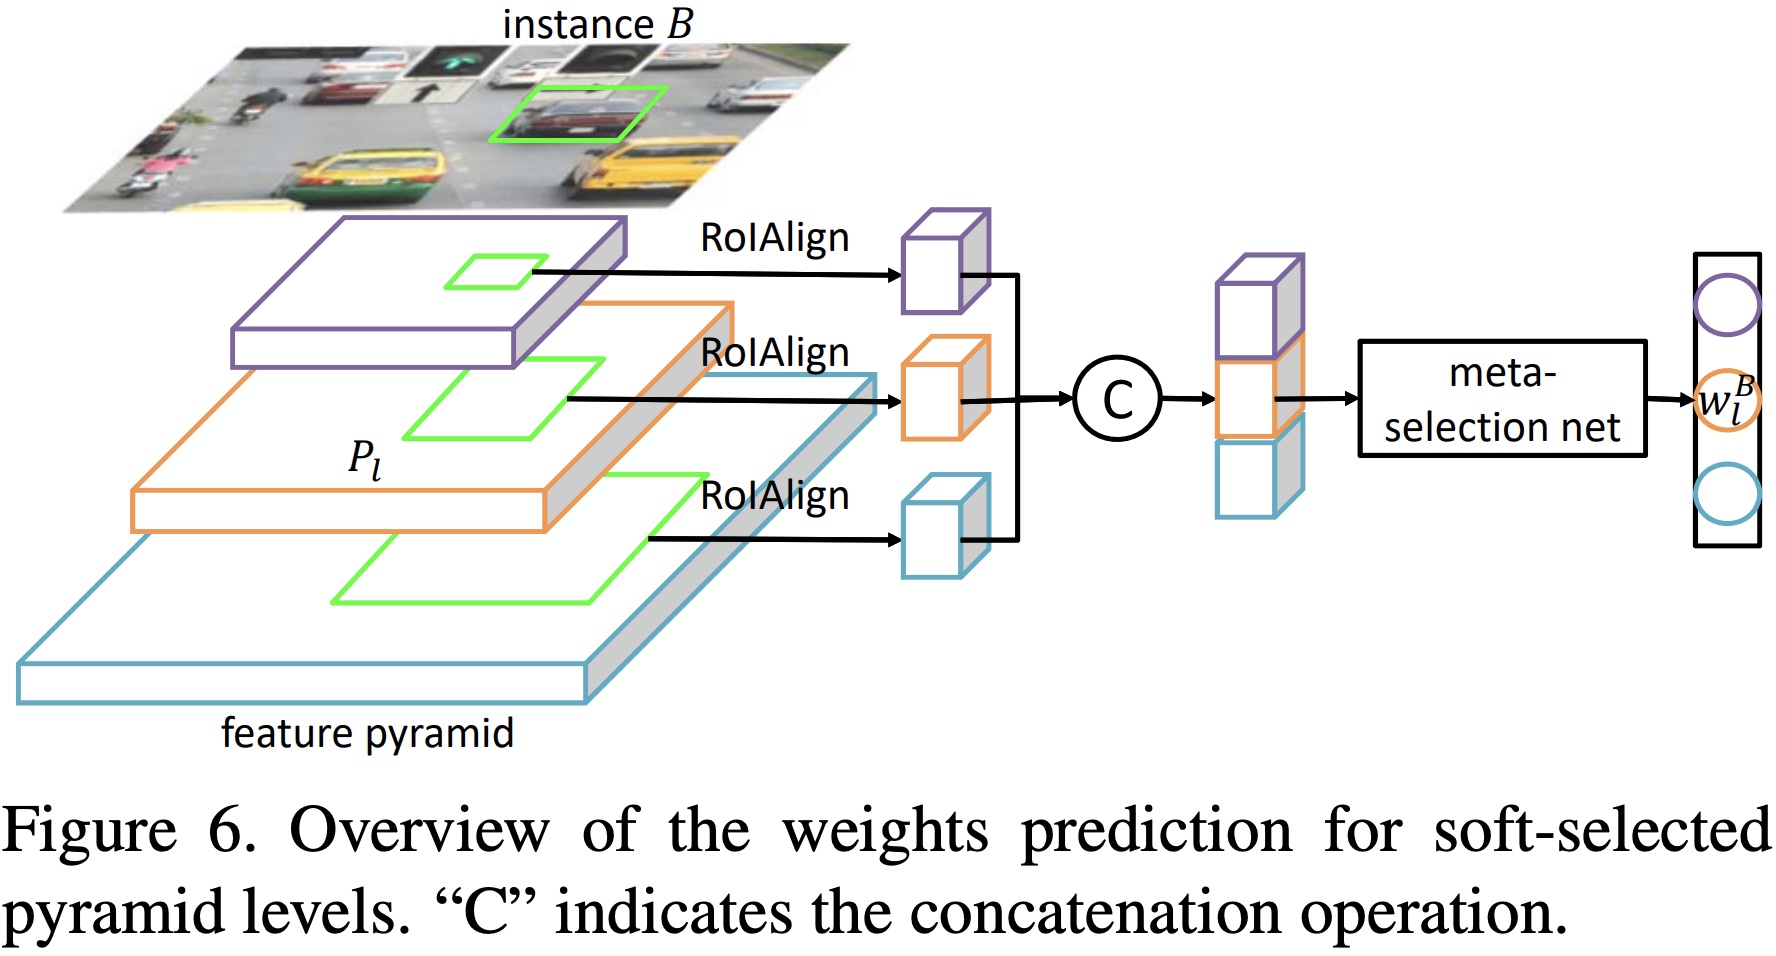 instance B
RoIAlign
RoIAlign
RoIAlign
P_l
C
meta-
selection net
w_l^B
feature pyramid
Figure 6. Overview of the weights prediction for soft-selected
pyramid levels. “C” indicates the concatenation operation.